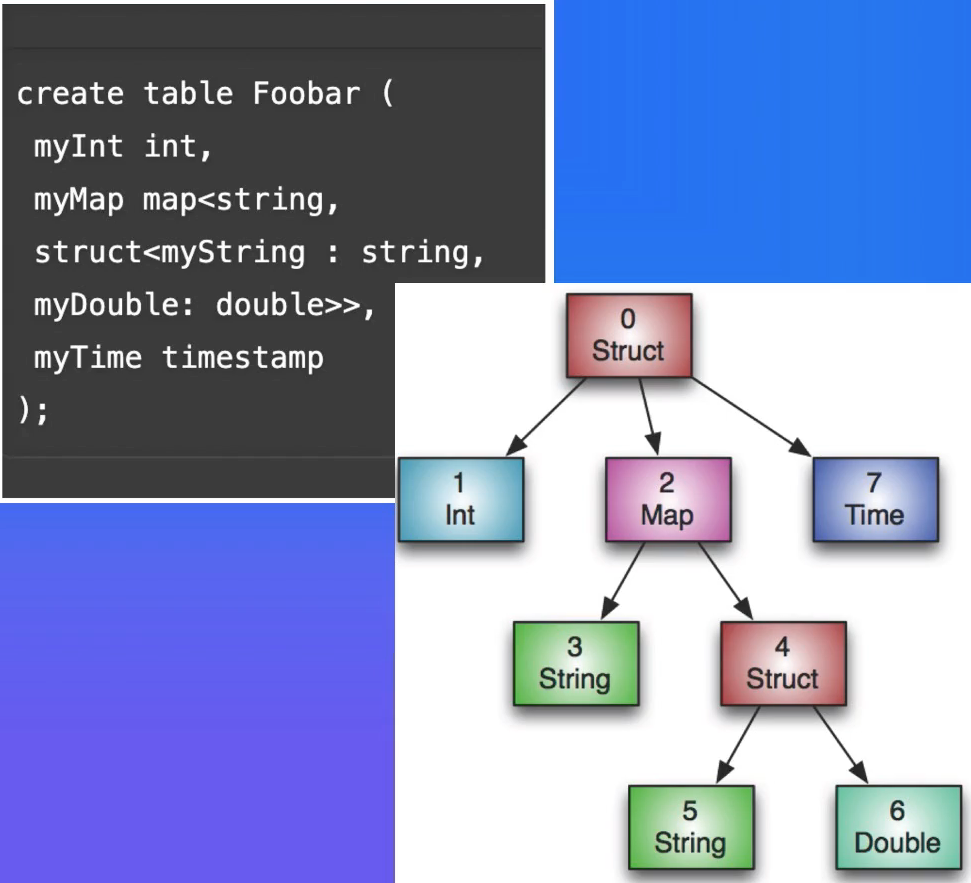 create table Foobar (
myInt int,
myMap map<string,
struct<myString : string,
myDouble: double>>,
myTime timestamp
);
0
Struct
1
Int
2
Map
7
Time
3
String
4
Struct
5
String
6
Double